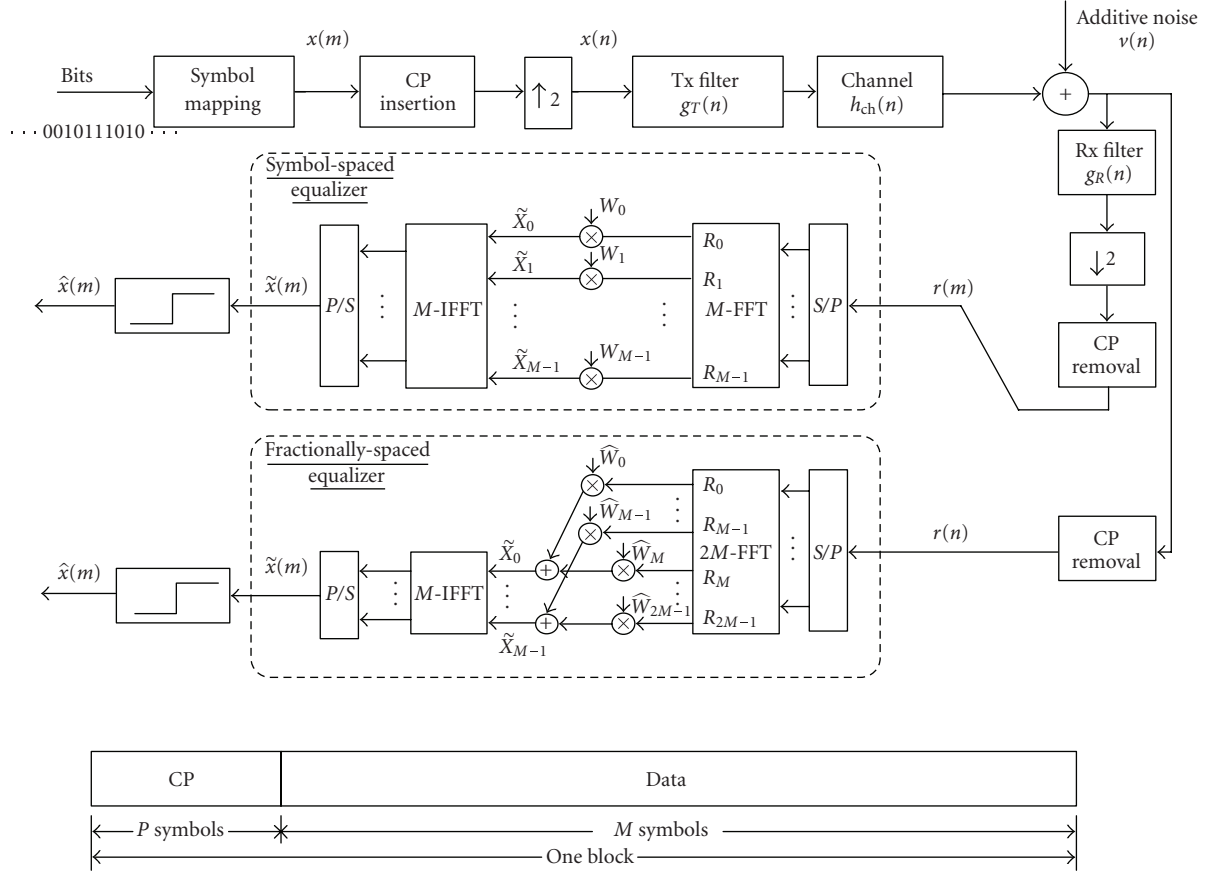 Additive noise
v(n)
x(m)
x(n)
Bits
Symbol
mapping
CP
insertion
↑ 2
Tx filter
g_T(n)
Channel
h_ch(n)
+
· · · 0010111010 · · ·
Rx filter
g_R(n)
↓ 2
CP
removal
Symbol-spaced
equalizer
W_0
X̃_0
×
R_0
W_1
X̃_1
×
R_1
x̂(m)
x̃(m)
P/S
M-IFFT
M-FFT
S/P
r(m)
W_{M−1}
X̃_{M−1}
×
R_{M−1}
Fractionally-spaced
equalizer
Ŵ_0
×
R_0
Ŵ_{M−1}
×
R_{M−1}
x̂(m)
x̃(m)
P/S
M-IFFT
X̃_0
+
Ŵ_M
×
2M-FFT
R_M
S/P
r(n)
CP
removal
Ŵ_{2M−1}
+
×
R_{2M−1}
X̃_{M−1}
CP
Data
P symbols
M symbols
One block